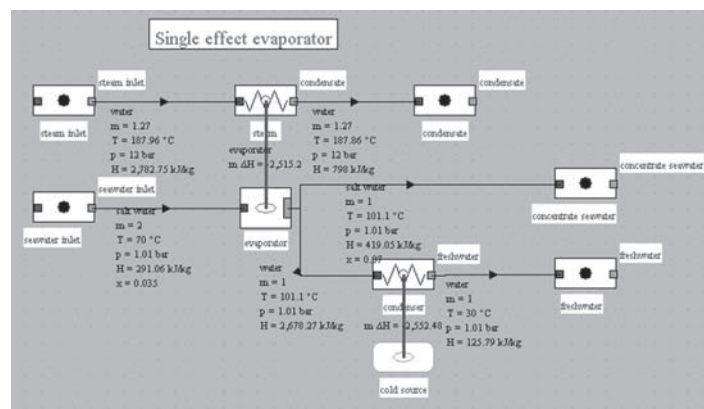 Single effect evaporator
steam inlet
steam inlet
water
m = 1.27
T = 187.96 °C
p = 12 bar
H = 2,782.75 kJ/kg
condensate
steam
water
m = 1.27
T = 187.86 °C
p = 12 bar
H = 798 kJ/kg
condensate
condensate
evaporator
m ΔH = -2,515.2
seawater inlet
seawater inlet
salt water
m = 2
T = 70 °C
p = 1.01 bar
H = 291.06 kJ/kg
x = 0.035
evaporator
salt water
m = 1
T = 101.1 °C
p = 1.01 bar
H = 419.05 kJ/kg
x = 0.07
concentrate seawater
concentrate seawater
water
m = 1
T = 101.1 °C
p = 1.01 bar
H = 2,678.27 kJ/kg
freshwater
condenser
m ΔH = -2,552.48
water
m = 1
T = 30 °C
p = 1.01 bar
H = 125.79 kJ/kg
freshwater
freshwater
cold source